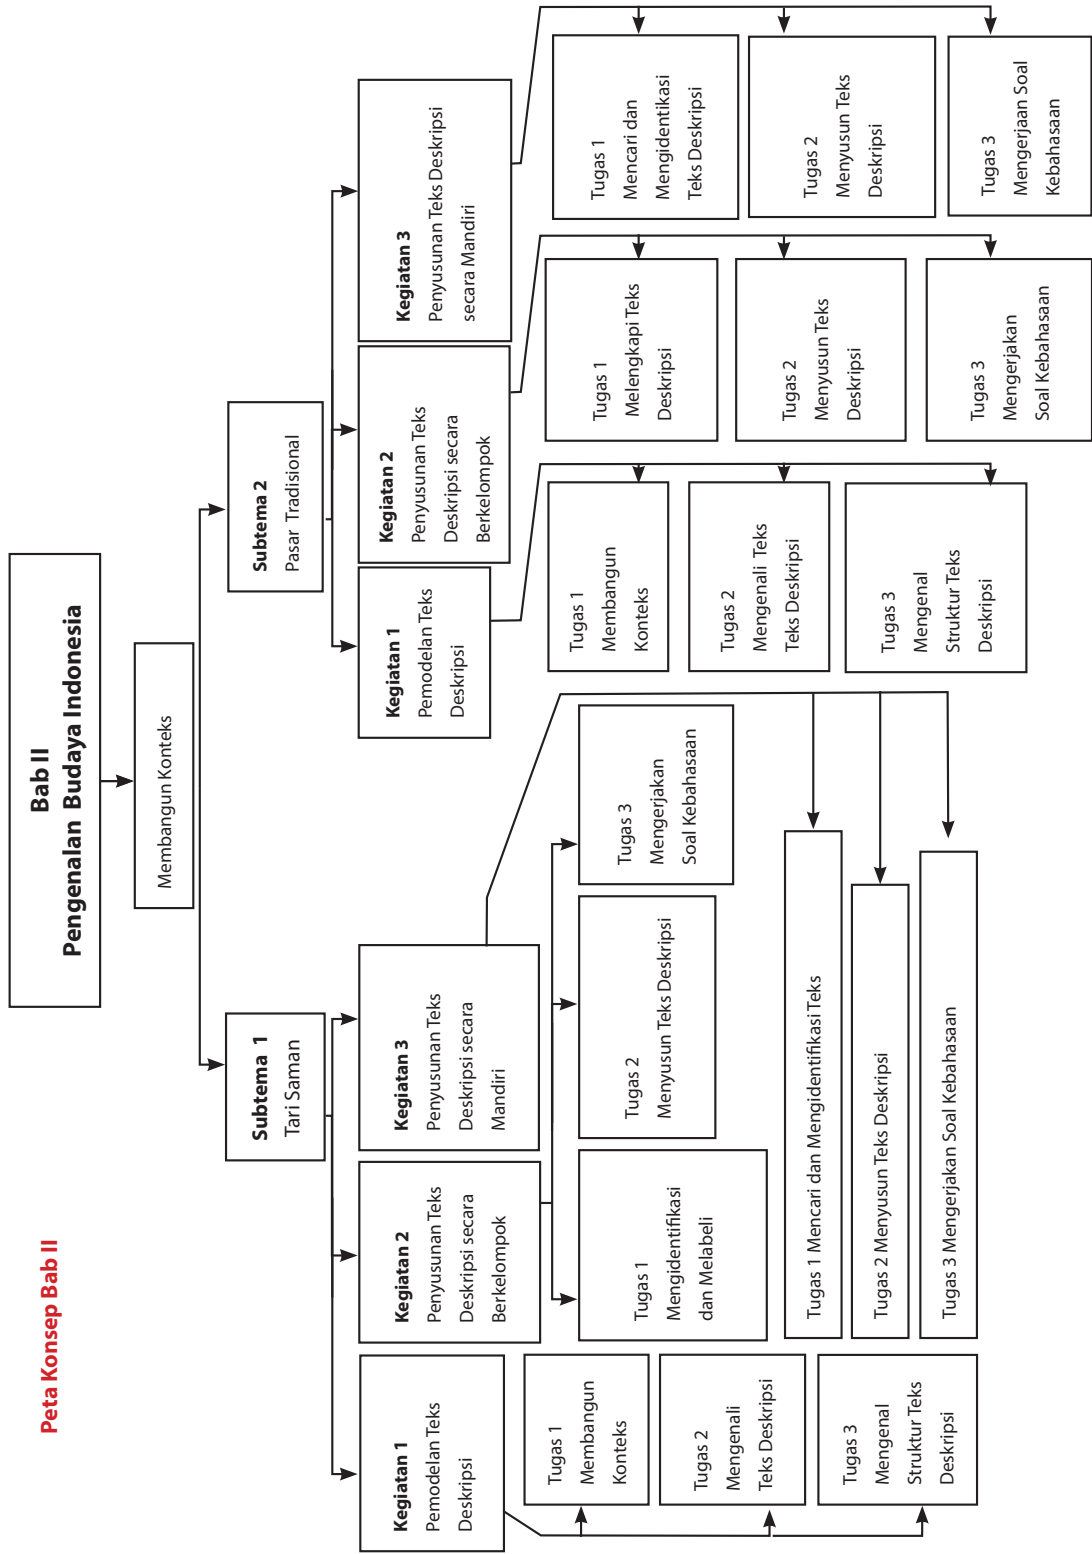 Peta Konsep Bab II
Bab II
Pengenalan Budaya Indonesia
Membangun Konteks
Subtema 1
Tari Saman
Kegiatan 1
Pemodelan Teks
Deskripsi
Tugas 1
Membangun
Konteks
Tugas 2
Mengenali
Teks Deskripsi
Tugas 3
Mengenal
Struktur Teks
Deskripsi
Kegiatan 2
Penyusunan Teks
Deskripsi secara
Berkelompok
Tugas 1
Mengidentifikasi
dan Melabeli
Tugas 2
Menyusun Teks Deskripsi
Tugas 3
Mengerjakan
Soal Kebahasaan
Kegiatan 3
Penyusunan Teks
Deskripsi secara
Mandiri
Tugas 1 Mencari dan Mengidentifikasi Teks
Tugas 2 Menyusun Teks Deskripsi
Tugas 3 Mengerjakan Soal Kebahasaan
Subtema 2
Pasar Tradisional
Kegiatan 1
Pemodelan Teks
Deskripsi
Tugas 1
Membangun
Konteks
Tugas 2
Mengenali Teks
Teks Deskripsi
Tugas 3
Mengenal
Struktur Teks
Deskripsi
Kegiatan 2
Penyusunan Teks
Deskripsi secara
Berkelompok
Tugas 1
Melengkapi Teks
Deskripsi
Tugas 2
Menyusun Teks
Deskripsi
Tugas 3
Mengerjakan
Soal Kebahasaan
Kegiatan 3
Penyusunan Teks Deskripsi
secara Mandiri
Tugas 1
Mencari dan
Mengidentikasi
Teks Deskripsi
Tugas 2
Menyusun Teks
Deskripsi
Tugas 3
Mengerjaan Soal
Kebahasaan